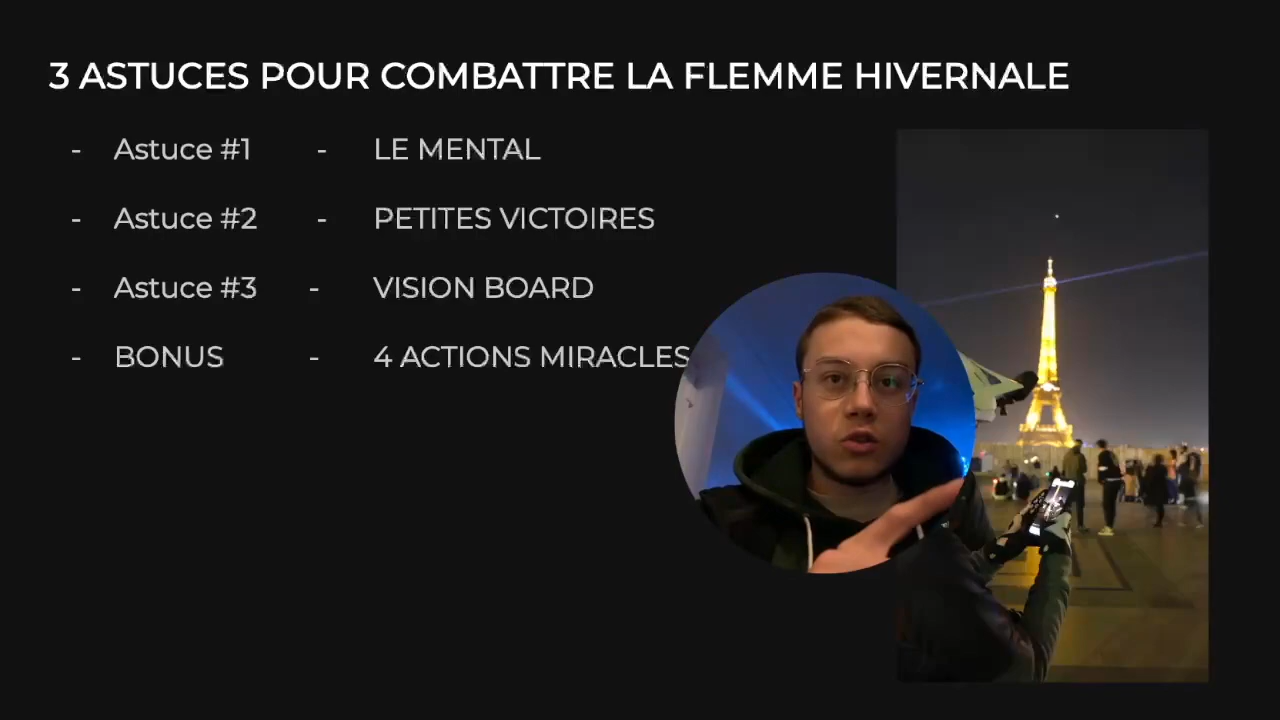 3 ASTUCES POUR COMBATTRE LA FLEMME HIVERNALE
- Astuce #1 - LE MENTAL
- Astuce #2 - PETITES VICTOIRES
- Astuce #3 - VISION BOARD
- BONUS - 4 ACTIONS MIRACLES